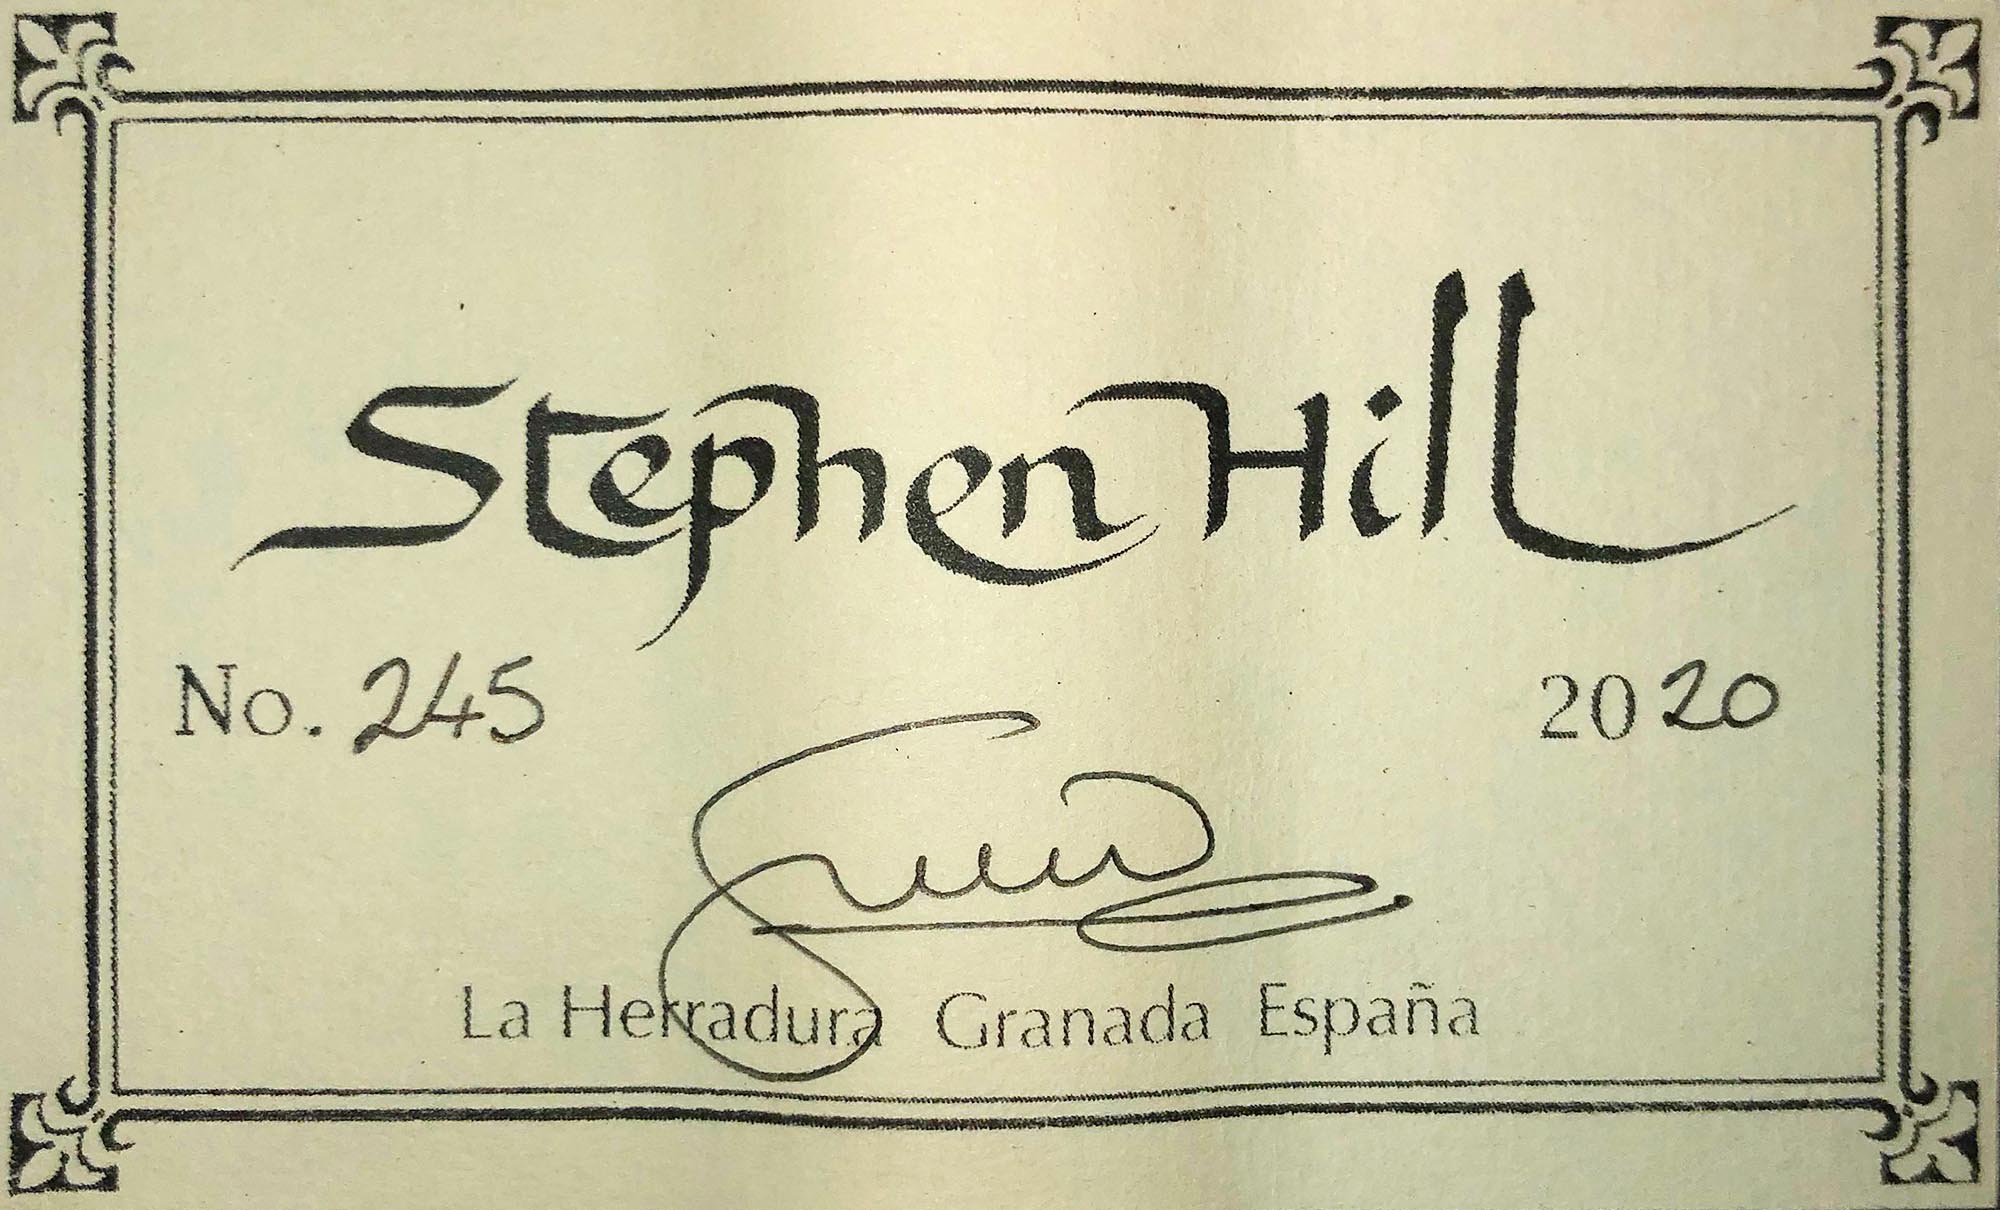 Stephen Hill
No. 245 2020
La Herradura Granada España